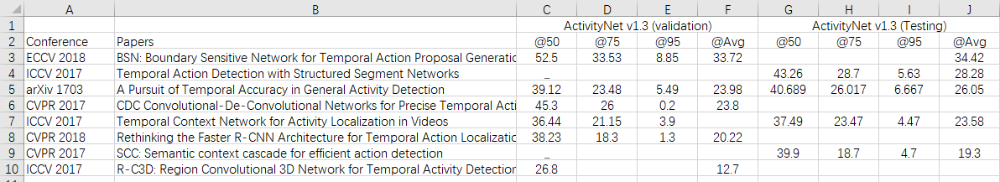 A B C D E F G H I J
1 ActivityNet v1.3 (validation) ActivityNet v1.3 (Testing)
2 Conference Papers @50 @75 @95 @Avg @50 @75 @95 @Avg
3 ECCV 2018 BSN: Boundary Sensitive Network for Temporal Action Proposal Generatic 52.5 33.53 8.85 33.72 34.42
4 ICCV 2017 Temporal Action Detection with Structured Segment Networks _ 43.26 28.7 5.63 28.28
5 arXiv 1703 A Pursuit of Temporal Accuracy in General Activity Detection 39.12 23.48 5.49 23.98 40.689 26.017 6.667 26.05
6 CVPR 2017 CDC Convolutional-De-Convolutional Networks for Precise Temporal Acti 45.3 26 0.2 23.8
7 ICCV 2017 Temporal Context Network for Activity Localization in Videos 36.44 21.15 3.9 37.49 23.47 4.47 23.58
8 CVPR 2018 Rethinking the Faster R-CNN Architecture for Temporal Action Localizatic 38.23 18.3 1.3 20.22
9 CVPR 2017 SCC: Semantic context cascade for efficient action detection _ 39.9 18.7 4.7 19.3
10 ICCV 2017 R-C3D: Region Convolutional 3D Network for Temporal Activity Detection 26.8 12.7